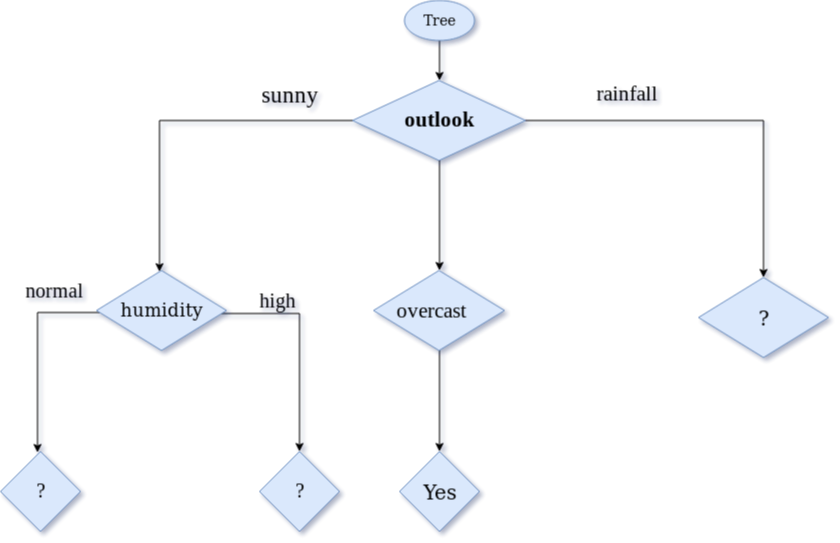 Tree
sunny
rainfall
outlook
normal
high
humidity
overcast
?
?
?
Yes